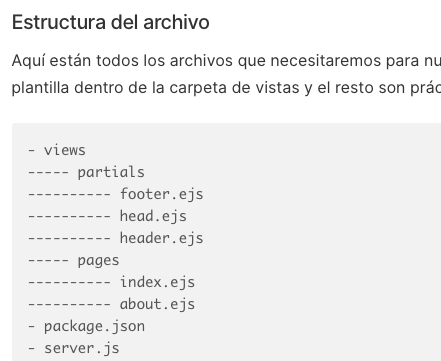 Estructura del archivo
Aquí están todos los archivos que necesitaremos para nu
plantilla dentro de la carpeta de vistas y el resto son prác
- views
----- partials
---------- footer.ejs
---------- head.ejs
---------- header.ejs
----- pages
---------- index.ejs
---------- about.ejs
- package.json
- server.js